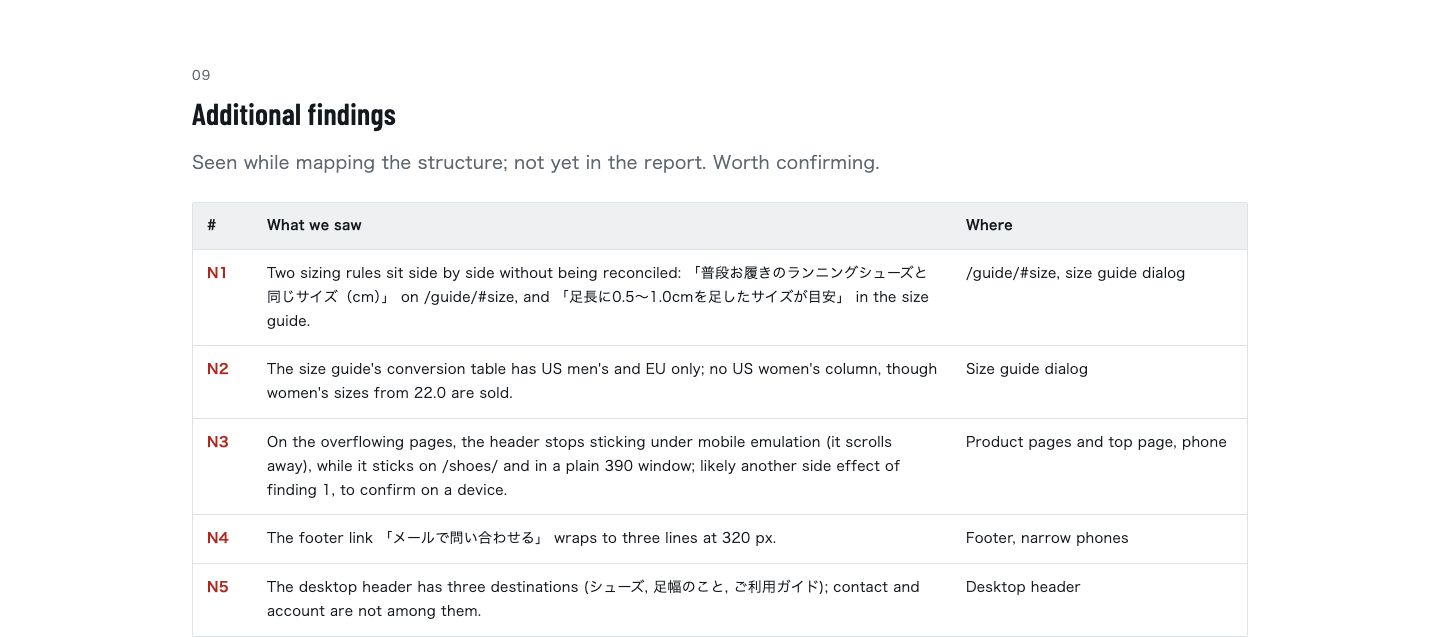 09
Additional findings
Seen while mapping the structure; not yet in the report. Worth confirming.
# What we saw Where
N1 Two sizing rules sit side by side without being reconciled: 「普段お履きのランニングシューズと /guide/#size, size guide dialog
同じサイズ（cm）」 on /guide/#size, and 「足長に0.5〜1.0cmを足したサイズが目安」 in the size
guide.
N2 The size guide's conversion table has US men's and EU only; no US women's column, though Size guide dialog
women's sizes from 22.0 are sold.
N3 On the overflowing pages, the header stops sticking under mobile emulation (it scrolls Product pages and top page, phone
away), while it sticks on /shoes/ and in a plain 390 window; likely another side effect of
finding 1, to confirm on a device.
N4 The footer link 「メールで問い合わせる」 wraps to three lines at 320 px. Footer, narrow phones
N5 The desktop header has three destinations (シューズ, 足幅のこと, ご利用ガイド); contact and Desktop header
account are not among them.